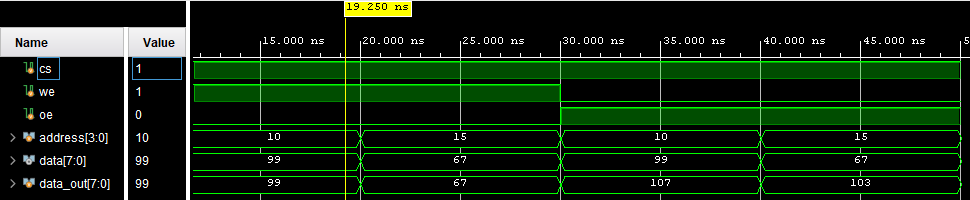 19.250 ns
Name Value 15.000 ns 20.000 ns 25.000 ns 30.000 ns 35.000 ns 40.000 ns 45.000 ns 5
cs 1
we 1
oe 0
address[3:0] 10 10 15 10 15
data[7:0] 99 99 67 99 67
data_out[7:0] 99 99 67 107 103